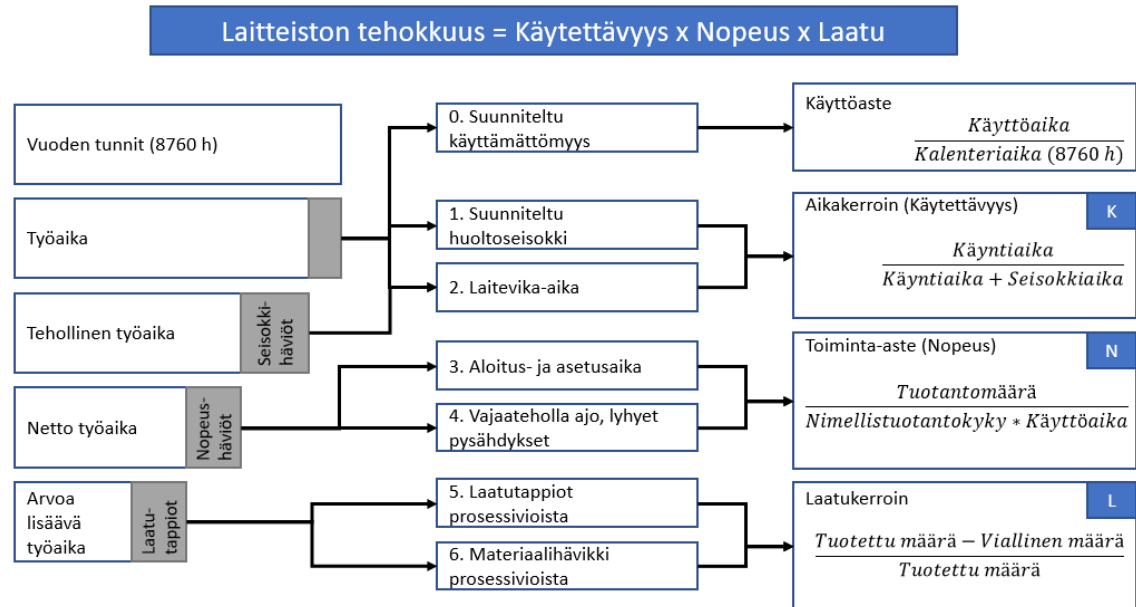 Laitteiston tehokkuus = Käytettävyys x Nopeus x Laatu
Vuoden tunnit (8760 h)
Työaika
Tehollinen työaika
Seisokki-
häviöt
Netto työaika
Nopeus-
häviöt
Arvoa
lisäävä
työaika
Laatu-
tappiot
0. Suunniteltu
käyttämättömyys
1. Suunniteltu
huoltoseisokki
2. Laitevika-aika
3. Aloitus- ja asetusaika
4. Vajaateholla ajo, lyhyet
pysähdykset
5. Laatutappiot
prosessivioista
6. Materiaalihävikki
prosessivioista
Käyttöaste
Käyttöaika
Kalenteriaika (8760 h)
Aikakerroin (Käytettävyys)
K
Käyntiaika
Käyntiaika + Seisokkiaika
Toiminta-aste (Nopeus)
N
Tuotantomäärä
Nimellistuotantokyky * Käyttöaika
Laatukerroin
L
Tuotettu määrä − Viallinen määrä
Tuotettu määrä